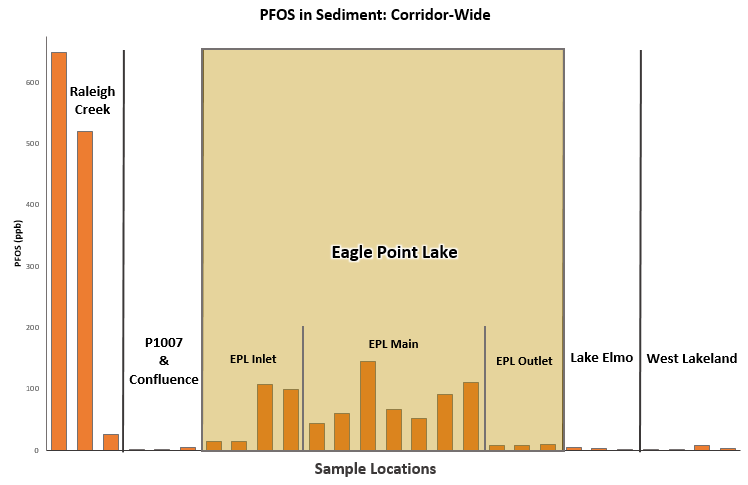 PFOS in Sediment: Corridor-Wide
600
500
400
300
200
100
0
PFOS (ppb)
Raleigh
Creek
P1007
&
Confluence
Eagle Point Lake
EPL Inlet
EPL Main
EPL Outlet
Lake Elmo
West Lakeland
Sample Locations